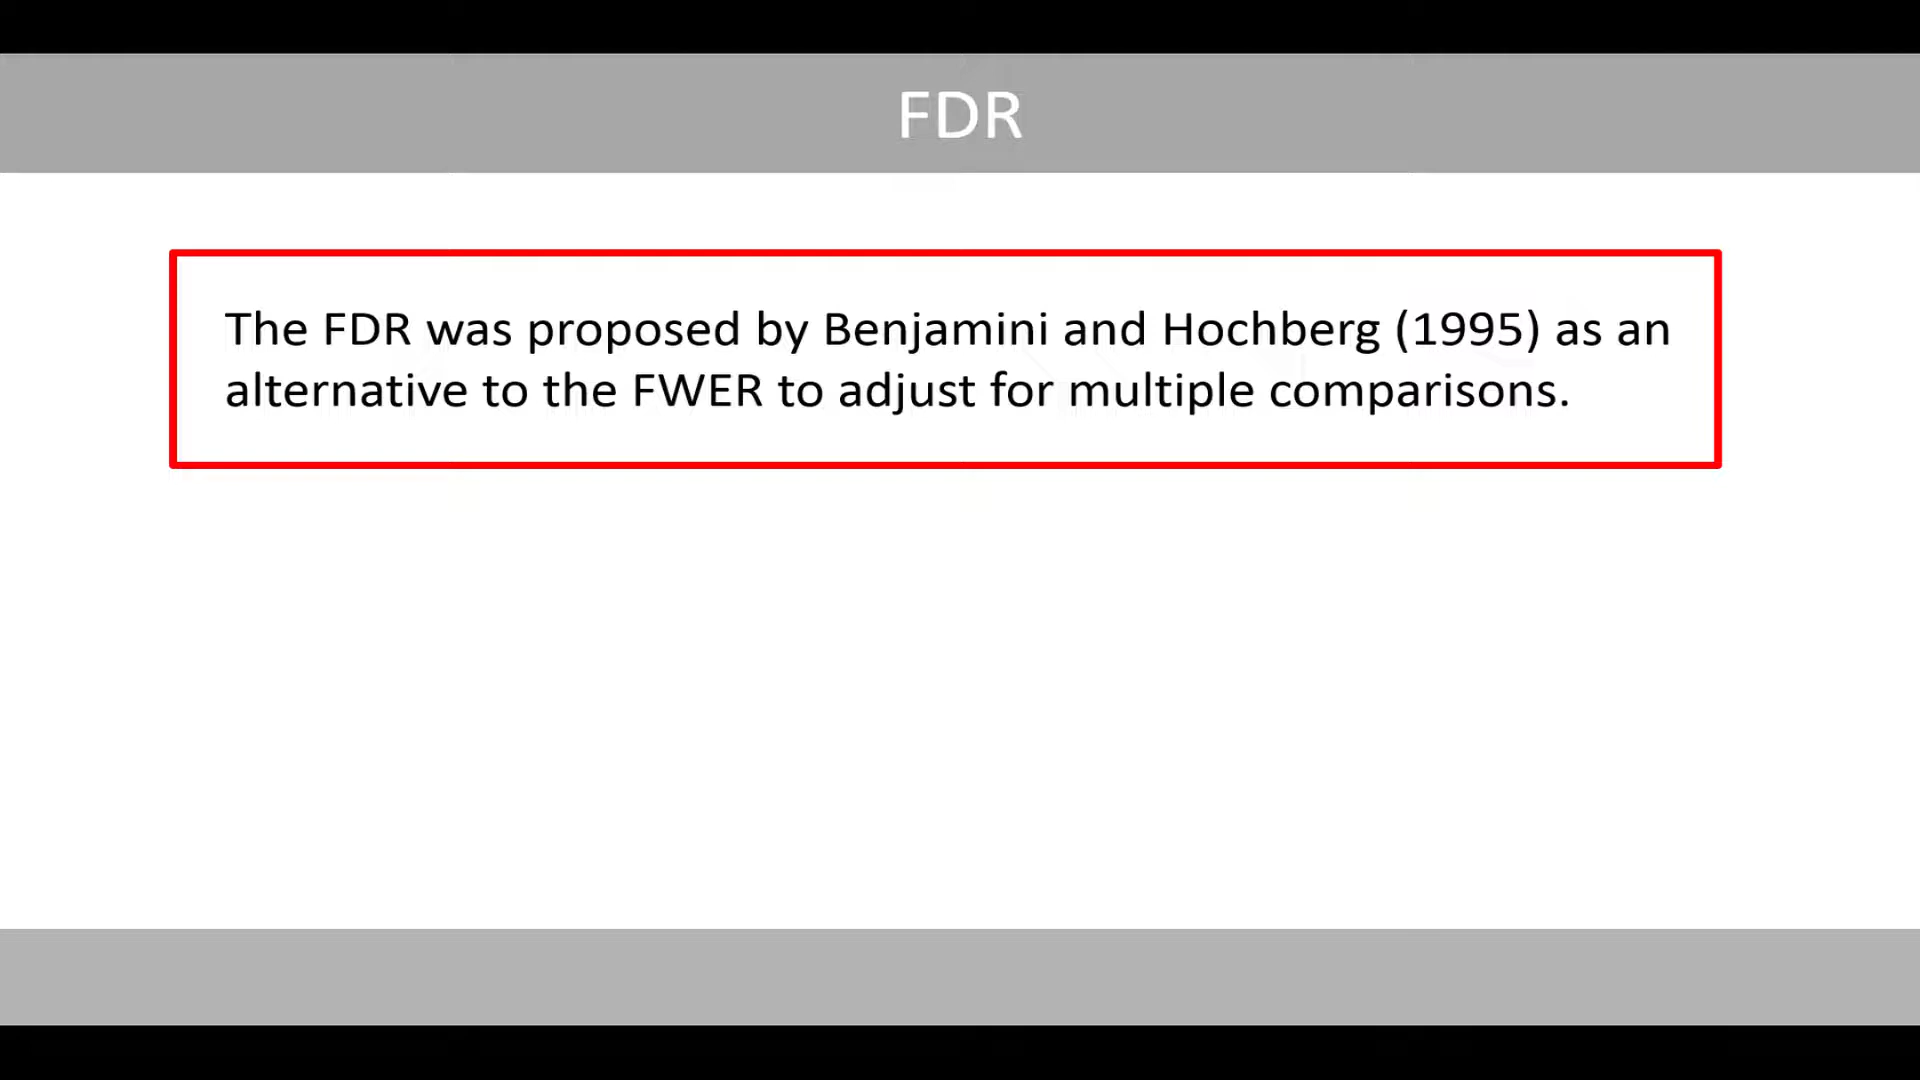 FDR
The FDR was proposed by Benjamini and Hochberg (1995) as an
alternative to the FWER to adjust for multiple comparisons.